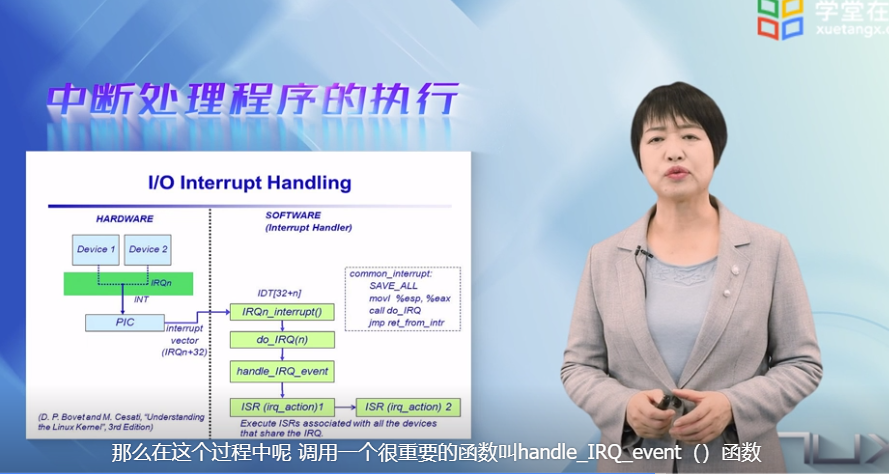 学堂在
xuetangx.c
中断处理程序的执行
I/O Interrupt Handling
HARDWARE
SOFTWARE
(Interrupt Handler)
Device 1
Device 2
IRQn
INT
PIC
interrupt
vector
(IRQn+32)
IDT[32+n]
IRQn_interrupt()
do_IRQ(n)
handle_IRQ_event
ISR (irq_action)1
ISR (irq_action) 2
common_interrupt:
SAVE_ALL
movl %esp, %eax
call do_IRQ
jmp ret_from_intr
Execute ISRs associated with all the devices
that share the IRQ.
(D. P. Bovet and M. Cesati, "Understanding
the Linux Kernel", 3rd Edition)
那么在这个过程中呢 调用一个很重要的函数叫handle_IRQ_event（）函数